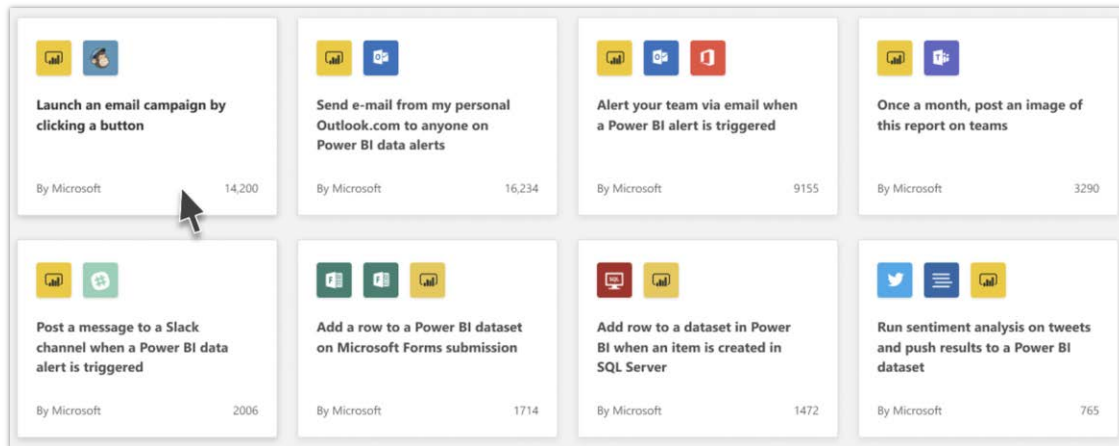 Launch an email campaign by
clicking a button
By Microsoft 14,200
Send e-mail from my personal
Outlook.com to anyone on
Power BI data alerts
By Microsoft 16,234
Alert your team via email when
a Power BI alert is triggered
By Microsoft 9155
Once a month, post an image of
this report on teams
By Microsoft 3290
Post a message to a Slack
channel when a Power BI data
alert is triggered
By Microsoft 2006
Add a row to a Power BI dataset
on Microsoft Forms submission
By Microsoft 1714
Add row to a dataset in Power
BI when an item is created in
SQL Server
By Microsoft 1472
Run sentiment analysis on tweets
and push results to a Power BI
dataset
By Microsoft 765